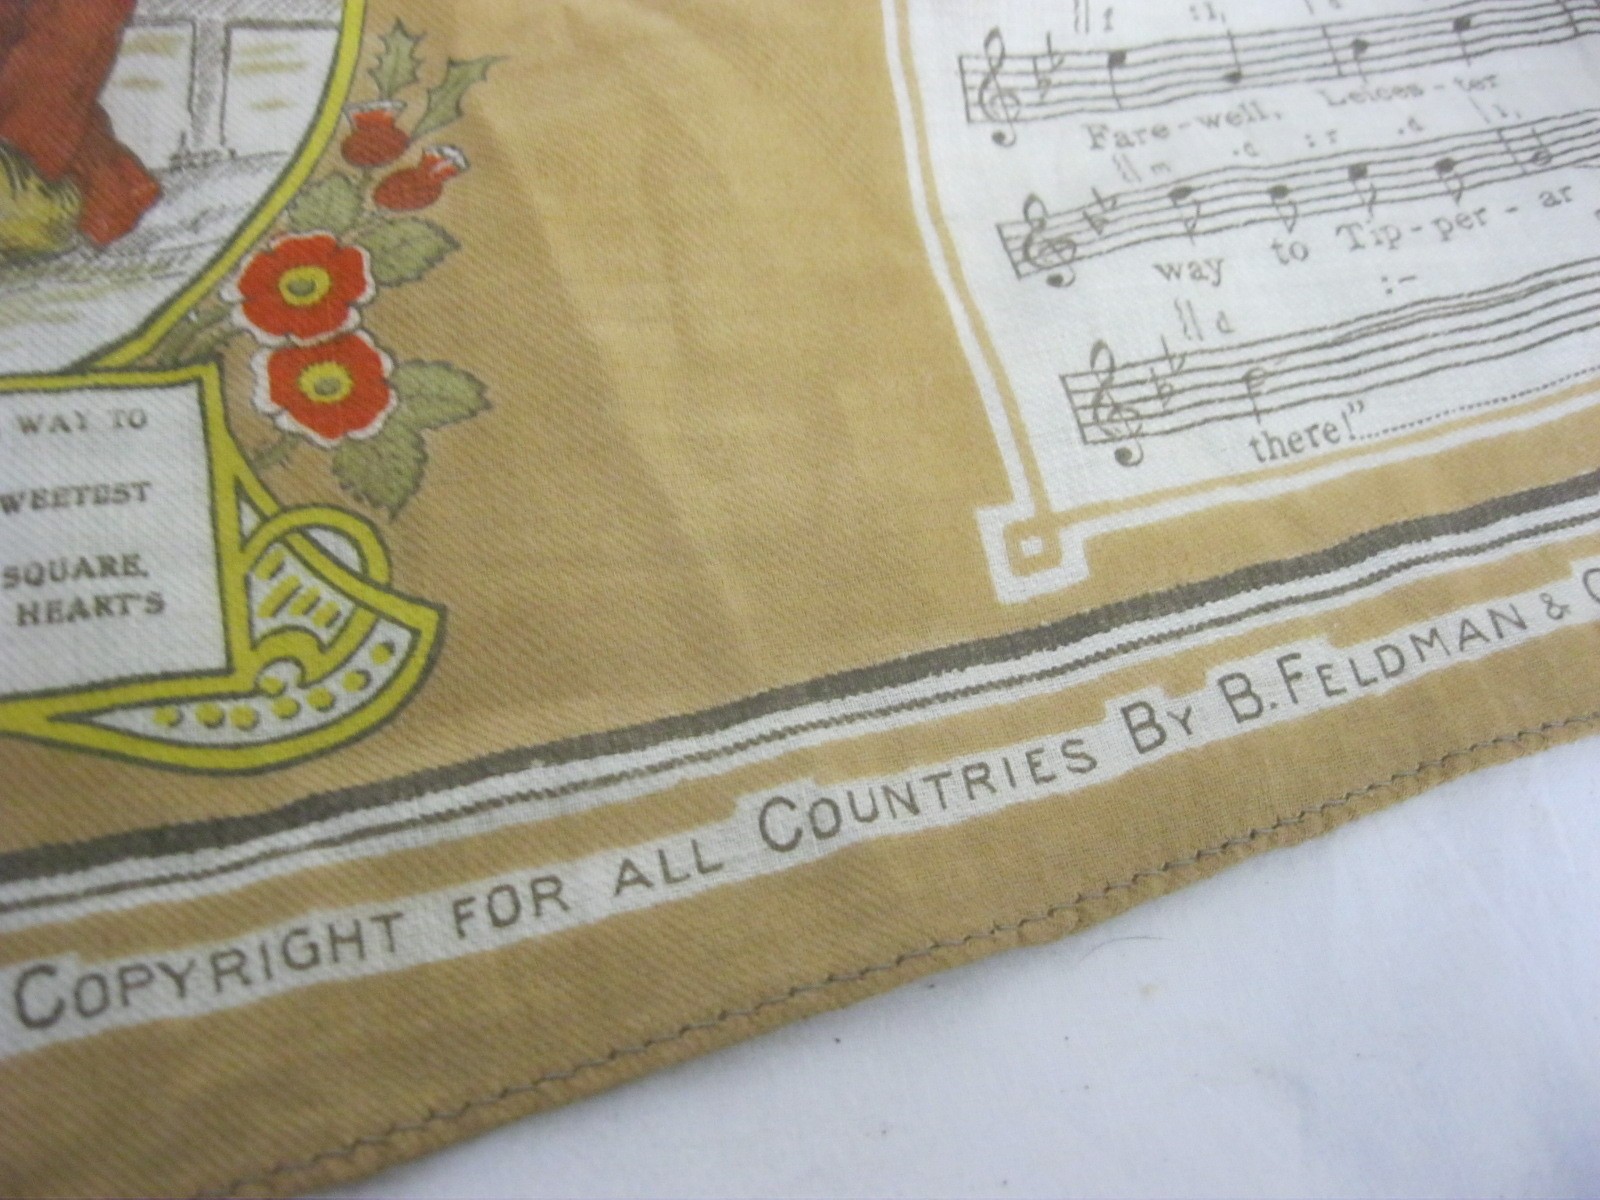 WAY TO
WEETEST
SQUARE,
HEART'S
Fare-well, Leices-ter
way to Tip-per-ar
there!"
COPYRIGHT FOR ALL COUNTRIES BY B. FELDMAN & C